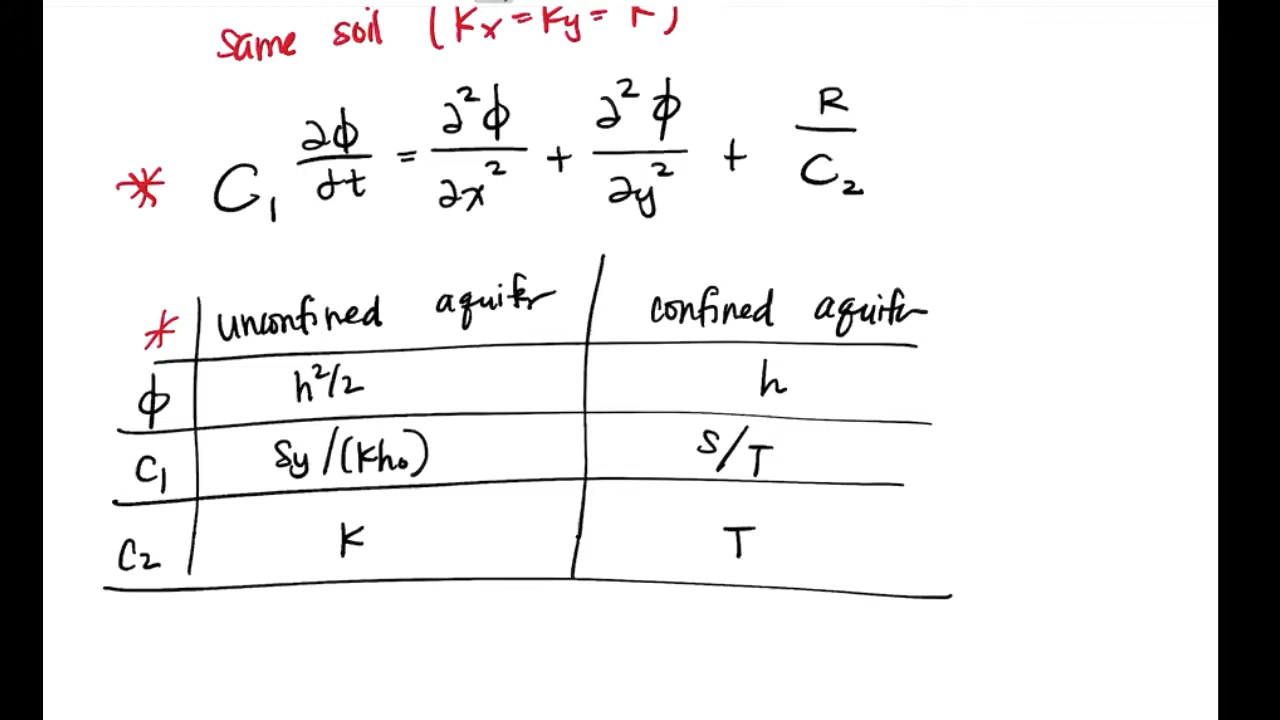 same soil (Kx = Ky = K)
* C₁ ∂ϕ/∂t = ∂²ϕ/∂x² + ∂²ϕ/∂y² + R/C₂
* unconfined aquifer confined aquifer
ϕ h²/2 h
C₁ Sy/(Kh₀) S/T
C₂ K T